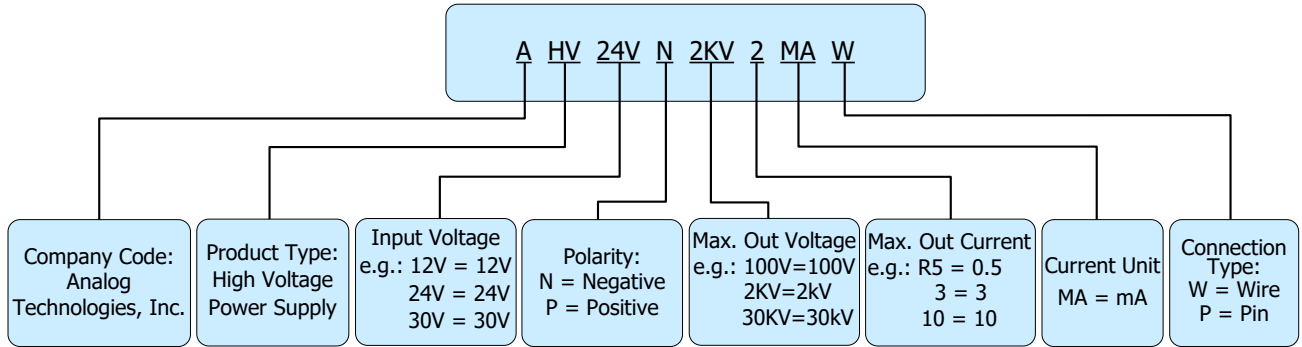 A HV 24V N 2KV 2 MA W
Company Code:
Analog
Technologies, Inc.
Product Type:
High Voltage
Power Supply
Input Voltage
e.g.: 12V = 12V
24V = 24V
30V = 30V
Polarity:
N = Negative
P = Positive
Max. Out Voltage
e.g.: 100V=100V
2KV=2kV
30KV=30kV
Max. Out Current
e.g.: R5 = 0.5
3 = 3
10 = 10
Current Unit
MA = mA
Connection
Type:
W = Wire
P = Pin